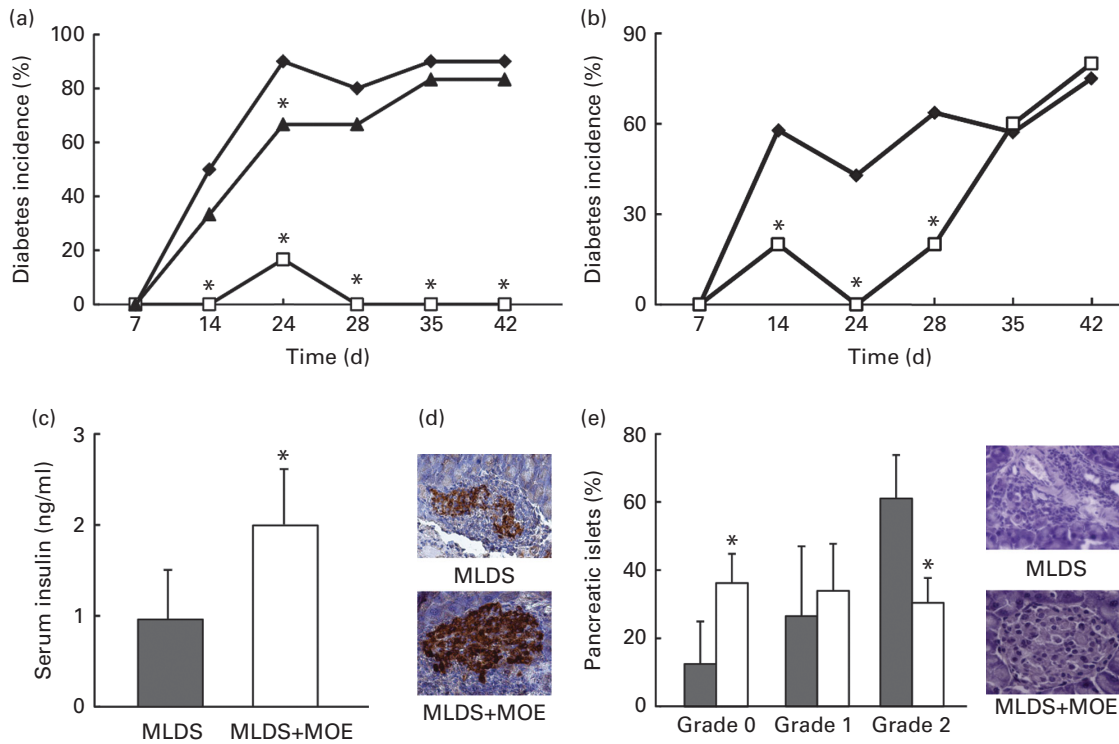 (a)
100
80
60
40
20
0
Diabetes incidence (%)
*
*
*
*
*
*
7 14 24 28 35 42
Time (d)
(b)
90
60
30
0
Diabetes incidence (%)
*
*
*
7 14 24 28 35 42
Time (d)
(c)
3
2
1
0
Serum insulin (ng/ml)
*
MLDS MLDS+MOE
(d)
MLDS
MLDS+MOE
(e)
80
60
40
20
0
Pancreatic islets (%)
*
*
Grade 0 Grade 1 Grade 2
MLDS
MLDS+MOE